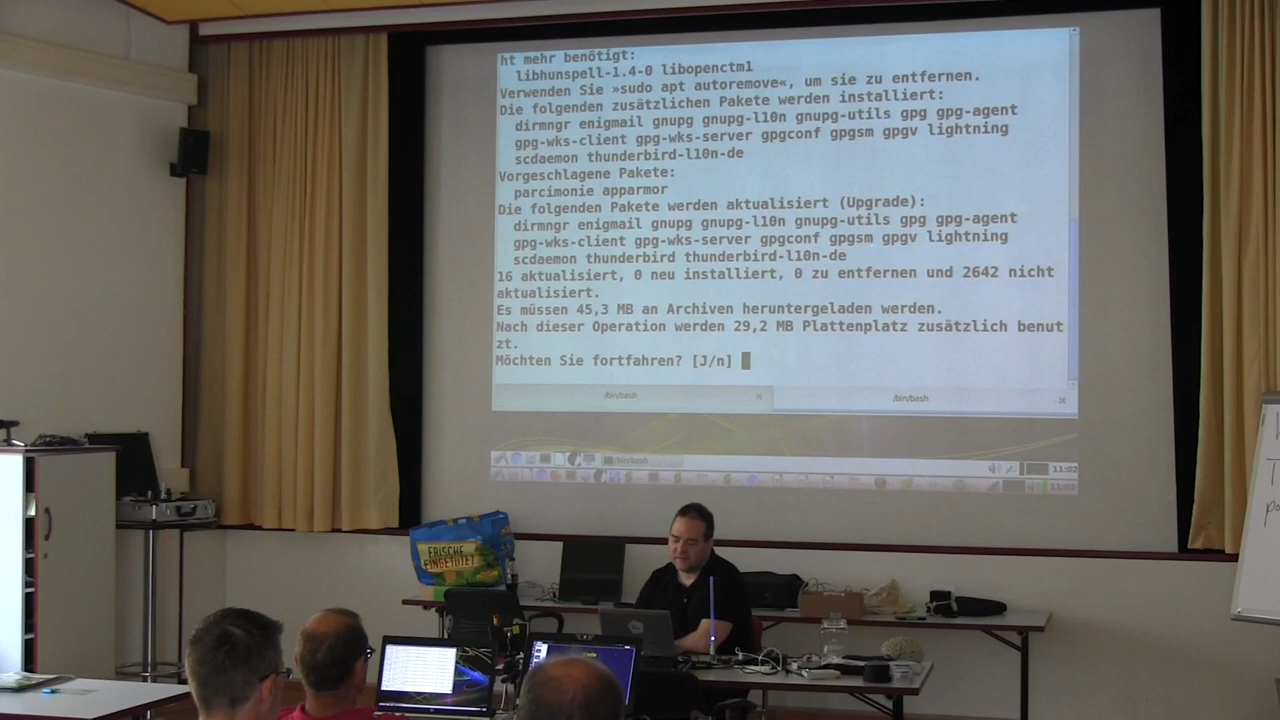 ht mehr benötigt:
libhunspell-1.4-0 libopenctm1
Verwenden Sie »sudo apt autoremove«, um sie zu entfernen.
Die folgenden zusätzlichen Pakete werden installiert:
dirmngr enigmail gnupg gnupg-l10n gnupg-utils gpg gpg-agent
gpg-wks-client gpg-wks-server gpgconf gpgsm gpgv lightning
scdaemon thunderbird-l10n-de
Vorgeschlagene Pakete:
parcimonie apparmor
Die folgenden Pakete werden aktualisiert (Upgrade):
dirmngr enigmail gnupg gnupg-l10n gnupg-utils gpg gpg-agent
gpg-wks-client gpg-wks-server gpgconf gpgsm gpgv lightning
scdaemon thunderbird thunderbird-l10n-de
16 aktualisiert, 0 neu installiert, 0 zu entfernen und 2642 nicht
aktualisiert.
Es müssen 45,3 MB an Archiven heruntergeladen werden.
Nach dieser Operation werden 29,2 MB Plattenplatz zusätzlich benut
zt.
Möchten Sie fortfahren? [J/n]
/bin/bash /bin/bash
/bin/bash 11:02
11:02
FRISCHE
EINGETÜTET